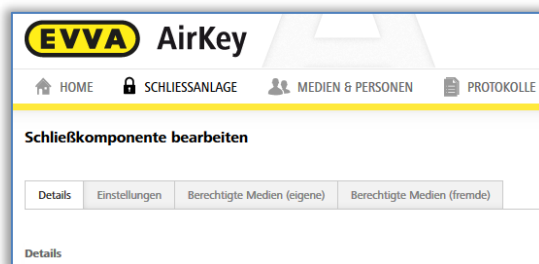 EVVA AirKey
HOME SCHLIESSANLAGE MEDIEN & PERSONEN PROTOKOLLE
Schließkomponente bearbeiten
Details Einstellungen Berechtigte Medien (eigene) Berechtigte Medien (fremde)
Details